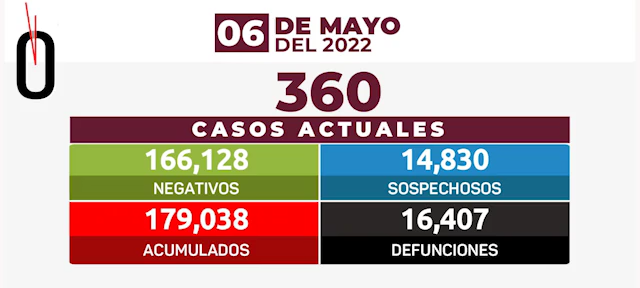 06
DE MAYO
DEL 2022
0
360
CASOS ACTUALES
166,128
NEGATIVOS
14,830
SOSPECHOSOS
179,038
ACUMULADOS
16,407
DEFUNCIONES